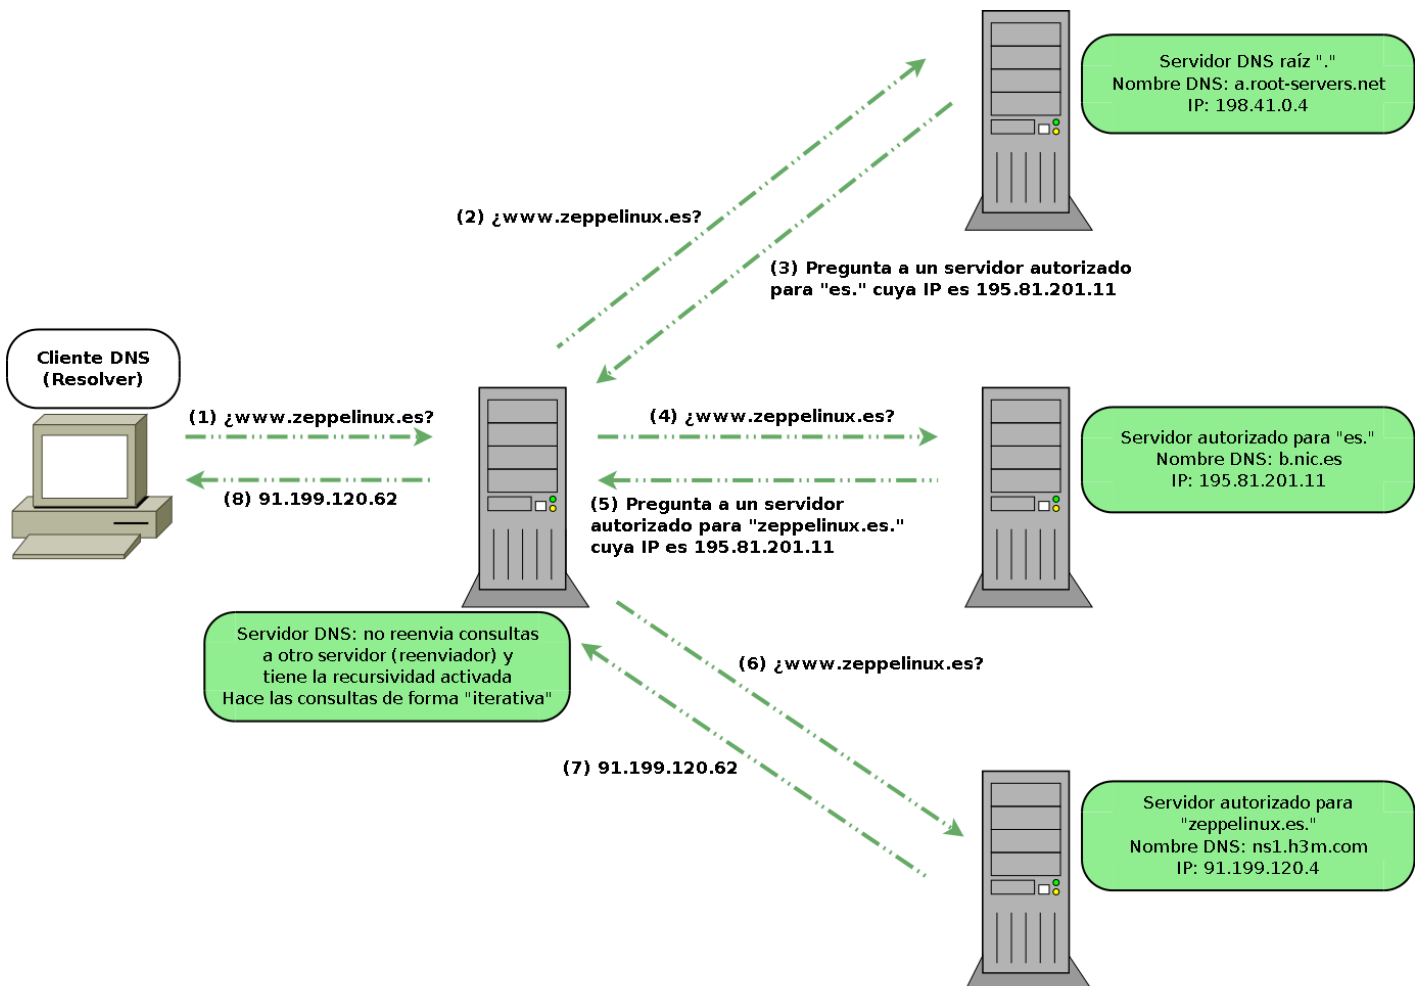 Servidor DNS raíz "."
Nombre DNS: a.root-servers.net
IP: 198.41.0.4
(2) ¿www.zeppelinux.es?
(3) Pregunta a un servidor autorizado
para "es." cuya IP es 195.81.201.11
Cliente DNS
(Resolver)
(1) ¿www.zeppelinux.es?
(8) 91.199.120.62
(4) ¿www.zeppelinux.es?
(5) Pregunta a un servidor
autorizado para "zeppelinux.es."
cuya IP es 195.81.201.11
Servidor autorizado para "es."
Nombre DNS: b.nic.es
IP: 195.81.201.11
Servidor DNS: no reenvia consultas
a otro servidor (reenviador) y
tiene la recursividad activada
Hace las consultas de forma "iterativa"
(6) ¿www.zeppelinux.es?
(7) 91.199.120.62
Servidor autorizado para
"zeppelinux.es."
Nombre DNS: ns1.h3m.com
IP: 91.199.120.4